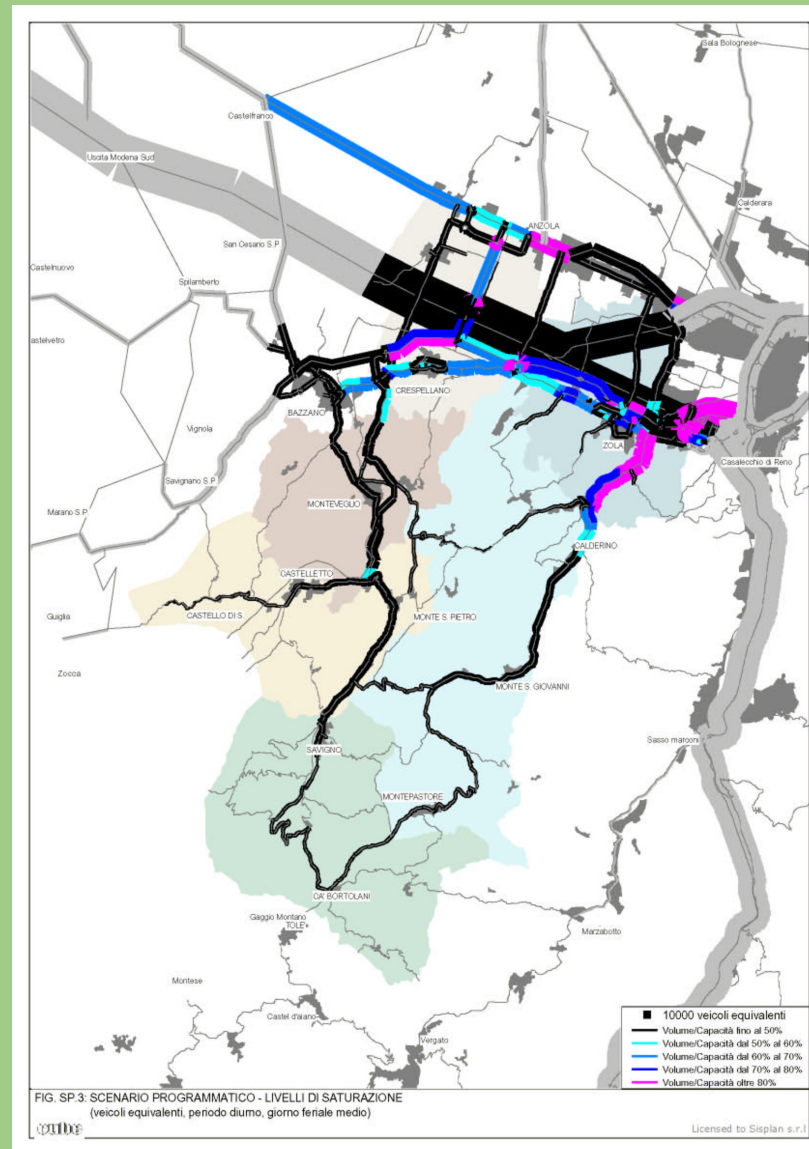 Sala Bolognese
Castelfranco
Uscita Modena Sud
Calderara
ANZOLA
San Cesario S.P.
Castelnuovo
Spilamberto
astelvetro
CRESPELLANO
BAZZANO
Vignola
ZOLA
Casalecchio di Reno
Savignano S.P.
MONTEVEGLIO
Marano S.P.
CALDERINO
CASTELLETTO
CASTELLO DI S.
MONTE S. PIETRO
Guiglia
Zocca
MONTE S. GIOVANNI
Sasso marconi
SAVIGNO
MONTEPASTORE
CA' BORTOLANI
Gaggio Montano
TOLE'
Marzabotto
Montese
Castel d'aiano
Vergato
10000 veicoli equivalenti
Volume/Capacità fino al 50%
Volume/Capacità dal 50% al 60%
Volume/Capacità dal 60% al 70%
Volume/Capacità dal 70% al 80%
Volume/Capacità oltre 80%
FIG. SP.3: SCENARIO PROGRAMMATICO - LIVELLI DI SATURAZIONE
(veicoli equivalenti, periodo diurno, giorno feriale medio)
cube
Licensed to Sisplan s.r.l